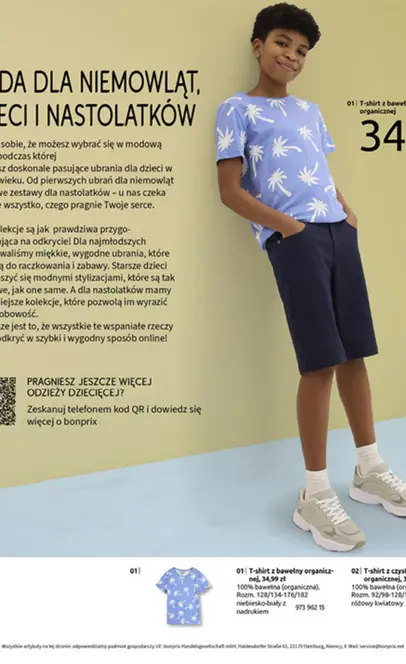 DA DLA NIEMOWLĄT,
ECI I NASTOLATKÓW
sobie, że możesz wybrać się w modową
podczas której
sz doskonale pasujące ubrania dla dzieci w
wieku. Od pierwszych ubrań dla niemowląt
we zestawy dla nastolatków – u nas czeka
e wszystko, czego pragnie Twoje serce.
lekcje są jak prawdziwa przygo-
jąca na odkrycie! Dla najmłodszych
waliśmy miękkie, wygodne ubrania, które
ą do raczkowania i zabawy. Starsze dzieci
eszyć się modnymi stylizacjami, które są tak
we, jak one same. A dla nastolatków mamy
niejsze kolekcje, które pozwolą im wyrazić
obowość.
sze jest to, że wszystkie te wspaniałe rzeczy
odkryć w szybki i wygodny sposób online!
PRAGNIESZ JESZCZE WIĘCEJ
ODZIEŻY DZIECIĘCEJ?
Zeskanuj telefonem kod QR i dowiedz się
więcej o bonprix
01 | T-shirt z baweł
organicznej
34
01 |
01 | T-shirt z bawełny organicz-
nej, 34,99 zł
100% bawełna (organiczna).
Rozm. 128/134-176/182
niebiesko-biały z
nadrukiem
973 962 15
02 | T-shirt z czyst
organicznej, 3
100% bawełna (or
Rozm. 92/98-128/1
różowy kwiatowy
Wszystkie artykuły na tej stronie: odpowiedzialny podmiot gospodarczy UE: bonprix Handelsgesellschaft mbH, Haldesdorfer Straße 61, 22179 Hamburg, Niemcy, E-Mail: service@bonprix.net